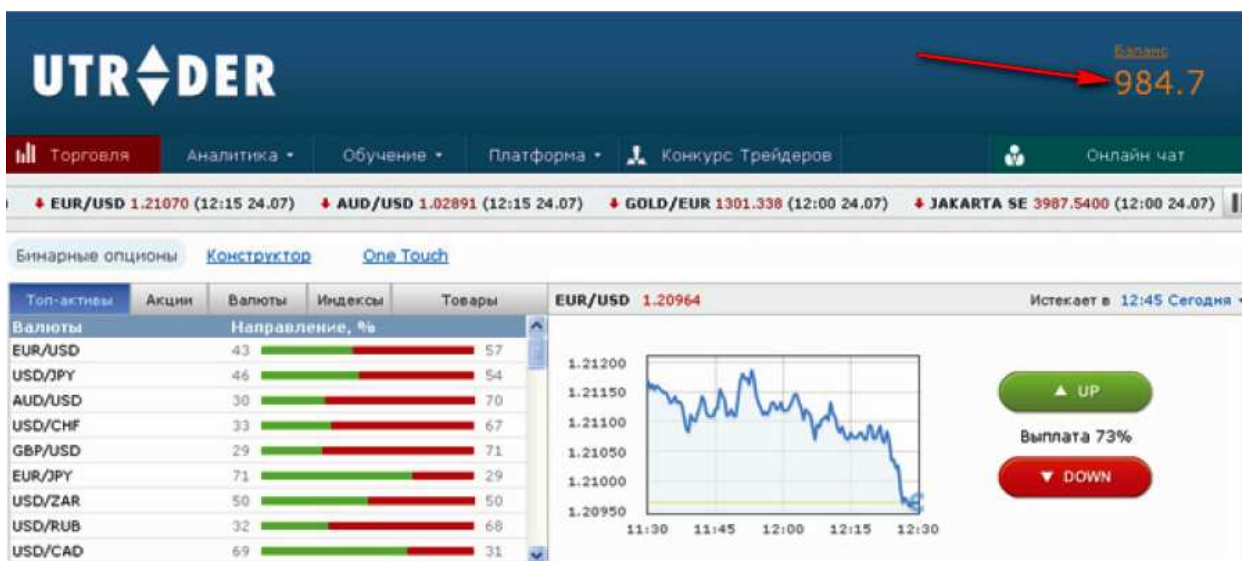 Баланс
UTRADER
984.7
Торговля Аналитика Обучение Платформа Конкурс Трейдеров Онлайн чат
EUR/USD 1.21070 (12:15 24.07) AUD/USD 1.02891 (12:15 24.07) GOLD/EUR 1301.338 (12:00 24.07) JAKARTA SE 3987.5400 (12:00 24.07)
Бинарные опционы Конструктор One Touch
Топ-активы Акции Валюты Индексы Товары EUR/USD 1.20964 Истекает в 12:45 Сегодня
Валюты Направление, %
EUR/USD 43 57
USD/JPY 46 54
AUD/USD 30 70
USD/CHF 33 67
GBP/USD 29 71
EUR/JPY 71 29
USD/ZAR 50 50
USD/RUB 32 68
USD/CAD 69 31
1.21200
1.21150
1.21100
1.21050
1.21000
1.20950
11:30 11:45 12:00 12:15 12:30
UP
Выплата 73%
DOWN